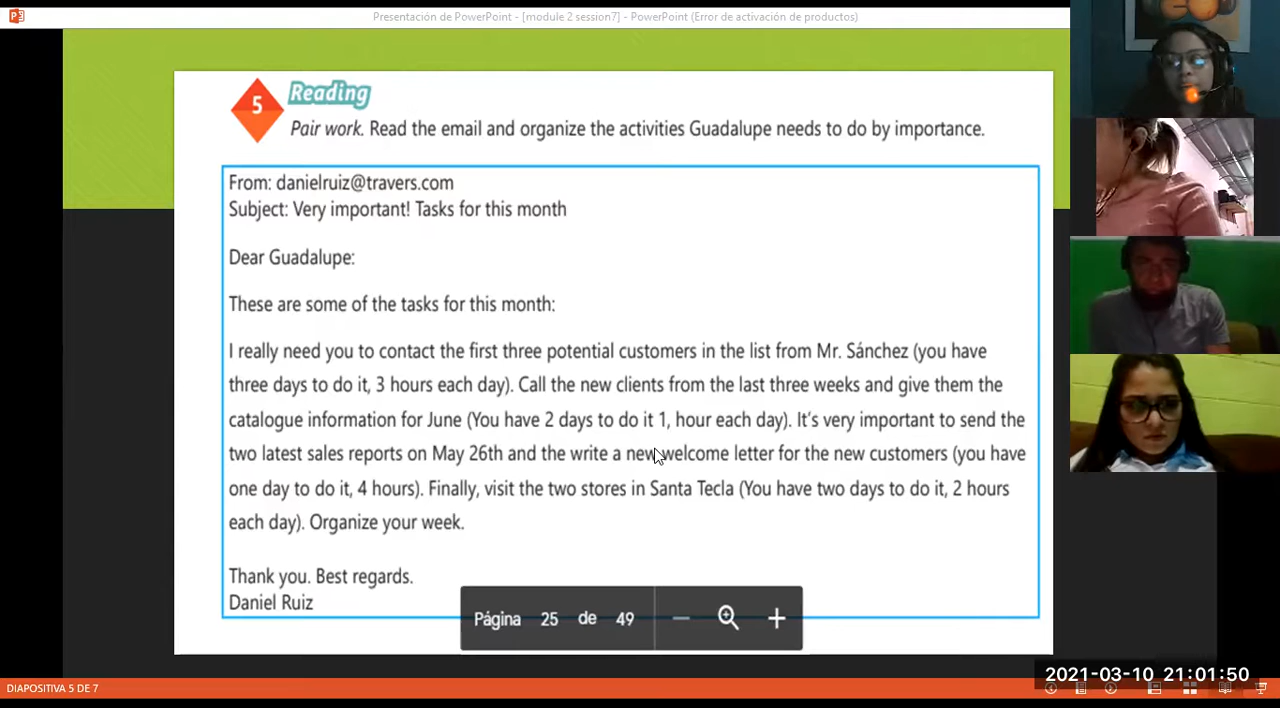 Presentación de PowerPoint - [module 2 session7] - PowerPoint (Error de activación de productos)
5
Reading
Pair work. Read the email and organize the activities Guadalupe needs to do by importance.
From: danielruiz@travers.com
Subject: Very important! Tasks for this month
Dear Guadalupe:
These are some of the tasks for this month:
I really need you to contact the first three potential customers in the list from Mr. Sánchez (you have
three days to do it, 3 hours each day). Call the new clients from the last three weeks and give them the
catalogue information for June (You have 2 days to do it 1, hour each day). It's very important to send the
two latest sales reports on May 26th and the write a new welcome letter for the new customers (you have
one day to do it, 4 hours). Finally, visit the two stores in Santa Tecla (You have two days to do it, 2 hours
each day). Organize your week.
Thank you. Best regards.
Daniel Ruiz
Página 25 de 49
2021-03-10 21:01:50
DIAPOSITIVA 5 DE 7